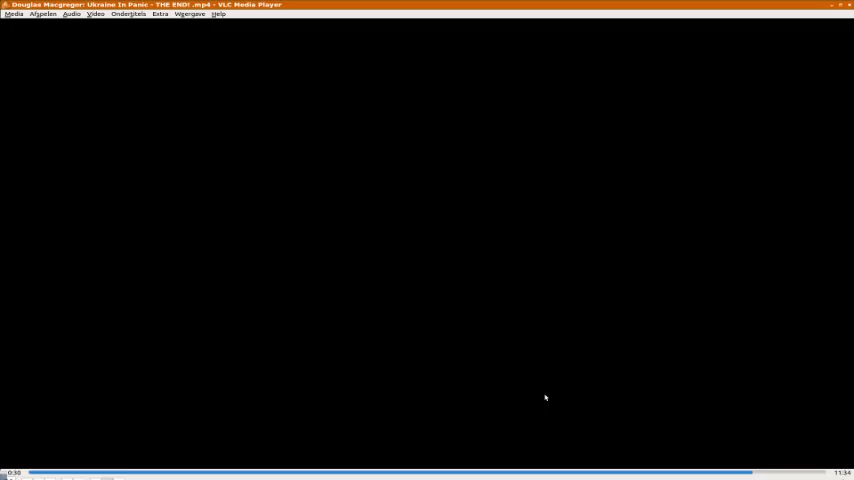 Douglas Macgregor: Ukraine In Panic - THE END! .mp4 - VLC Media Player
Media Afspelen Audio Video Ondertitels Extra Weergave Help
0:30 11:34